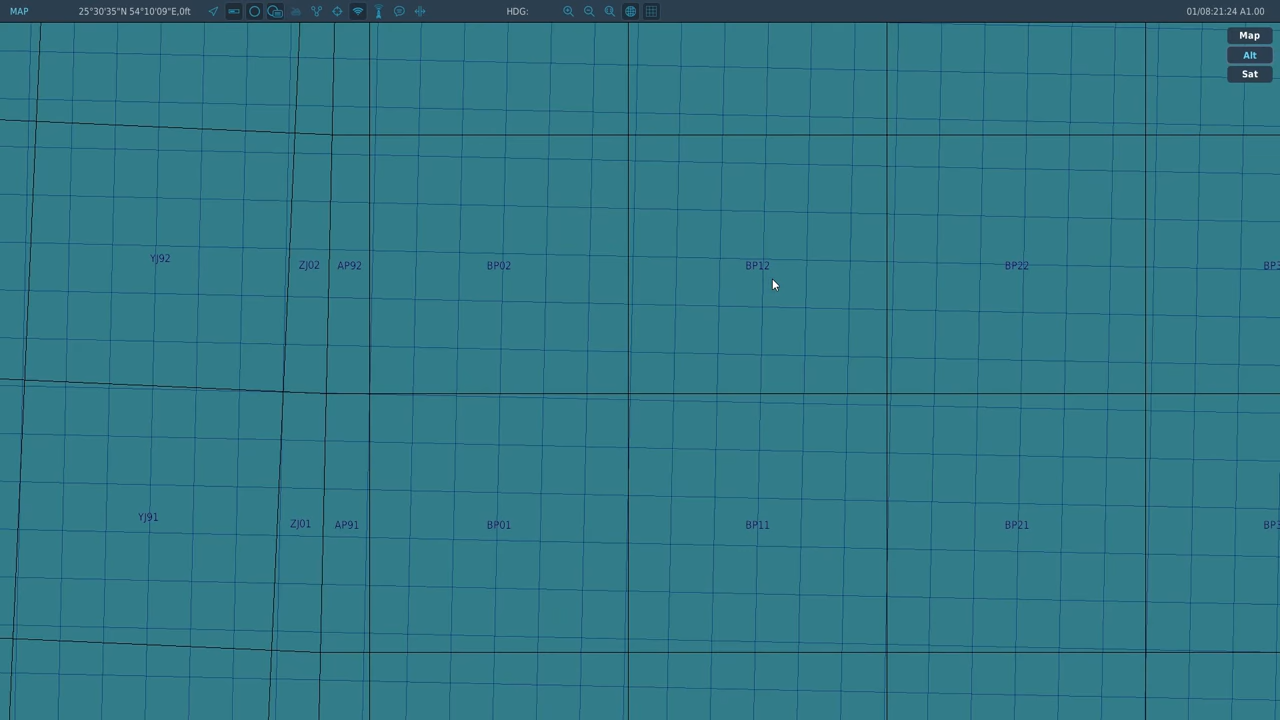 MAP 25°30'35"N 54°10'09"E,0ft HDG: 01/08:21:24 A1.00
Map
Alt
Sat
YJ92 ZJ02 AP92 BP02 BP12 BP22
YJ91 ZJ01 AP91 BP01 BP11 BP21